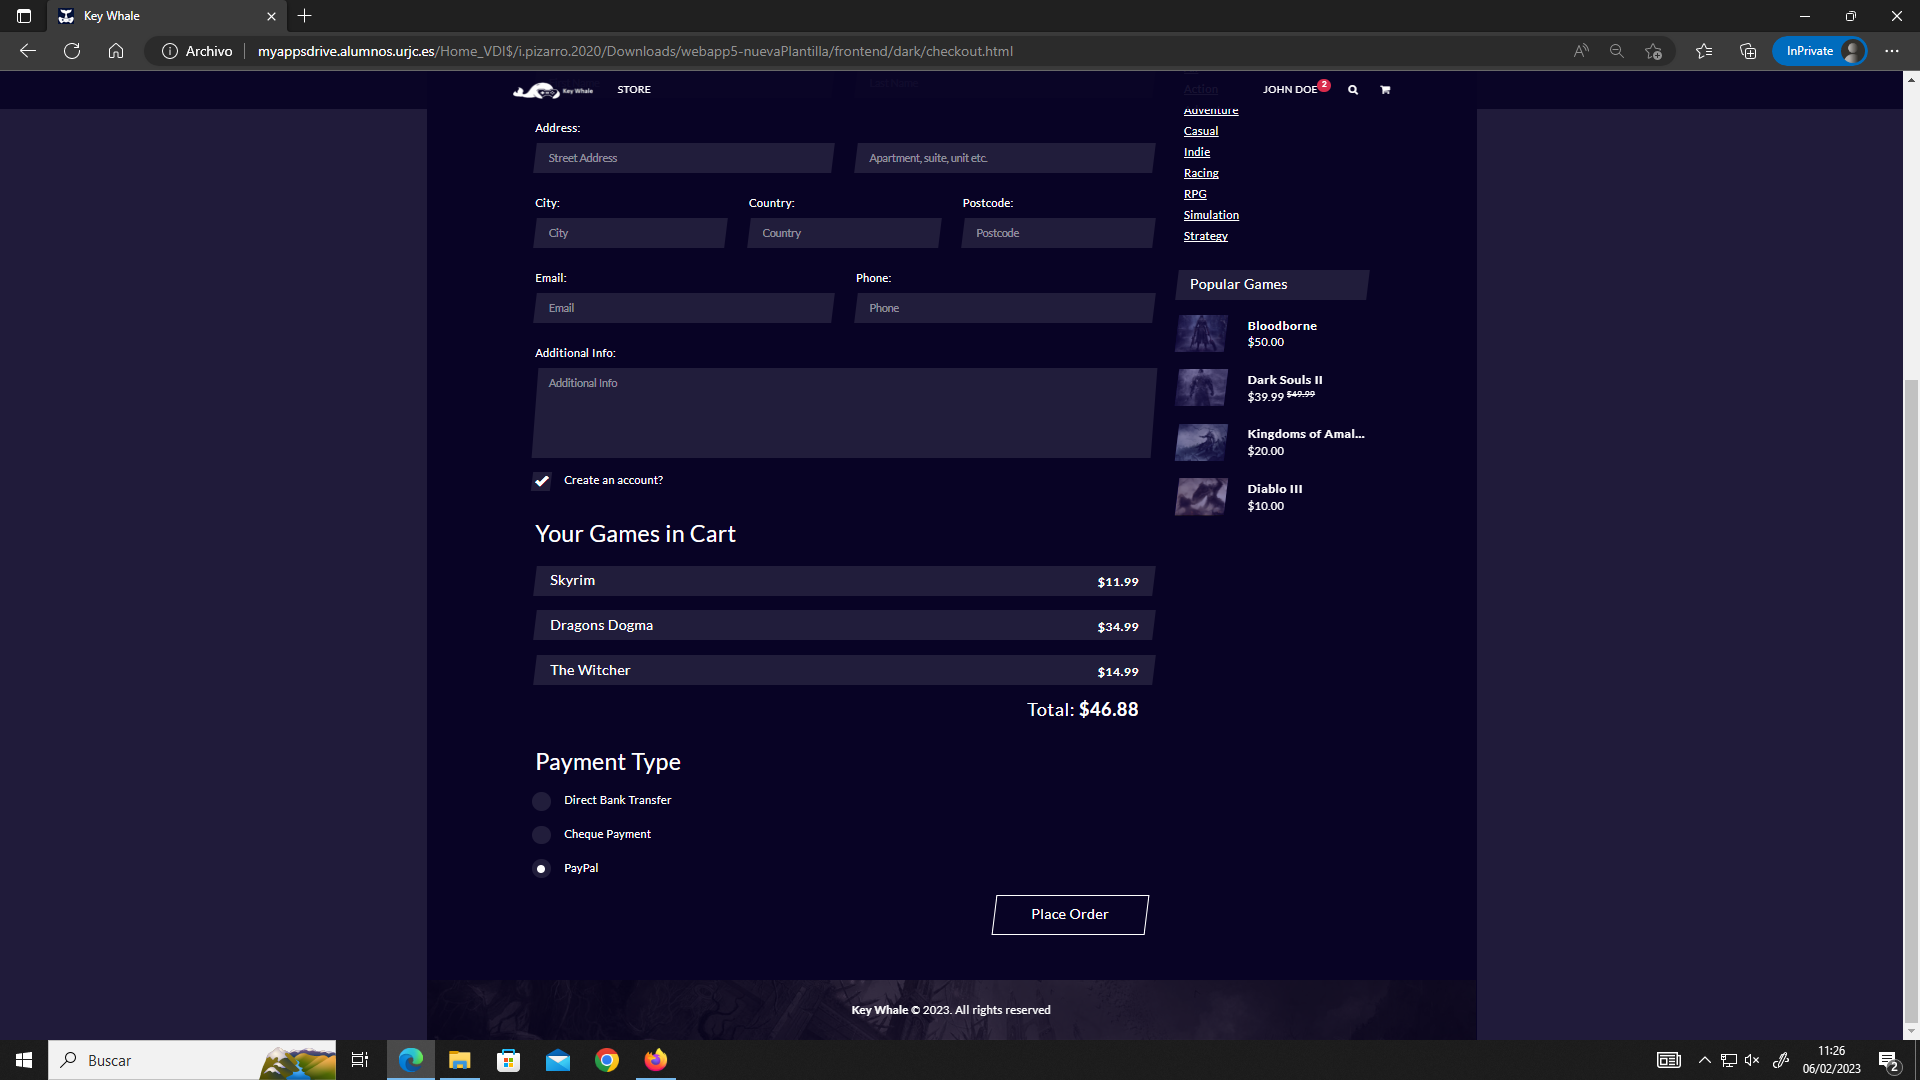 Key Whale
Archivo
myappsdrive.alumnos.urjc.es/Home_VDI$/i.pizarro.2020/Downloads/webapp5-nuevaPlantilla/frontend/dark/checkout.html
InPrivate
Key Whale
STORE
JOHN DOE
2
Last Name
Action
Adventure
Casual
Indie
Racing
RPG
Simulation
Strategy
Address:
Street Address
Apartment, suite, unit etc.
City:
Country:
Postcode:
City
Country
Postcode
Email:
Phone:
Email
Phone
Additional Info:
Additional Info
Create an account?
Popular Games
Bloodborne
$50.00
Dark Souls II
$39.99 $49.99
Kingdoms of Amal...
$20.00
Diablo III
$10.00
Your Games in Cart
Skyrim
$11.99
Dragons Dogma
$34.99
The Witcher
$14.99
Total: $46.88
Payment Type
Direct Bank Transfer
Cheque Payment
PayPal
Place Order
Key Whale © 2023. All rights reserved
Buscar
11:26
06/02/2023
2